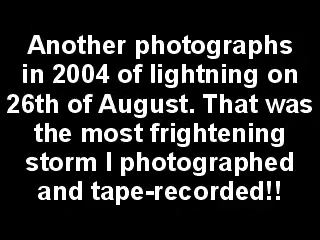 Another photographs
in 2004 of lightning on
26th of August. That was
the most frightening
storm I photographed
and tape-recorded!!